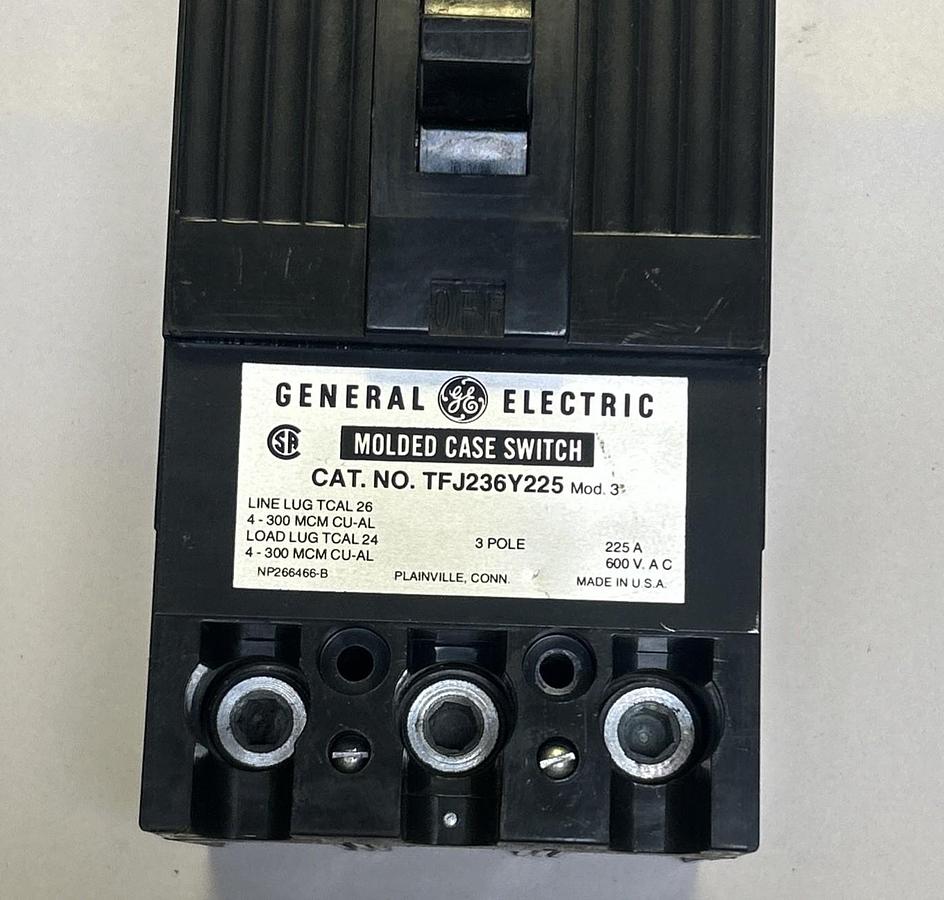 OFF
GENERAL GE ELECTRIC
SA MOLDED CASE SWITCH
CAT. NO. TFJ236Y225 Mod. 3
LINE LUG TCAL 26
4 - 300 MCM CU-AL
LOAD LUG TCAL 24
4 - 300 MCM CU-AL
3 POLE
225 A
600 V. A C
NP266466-B
PLAINVILLE, CONN.
MADE IN U.S.A.